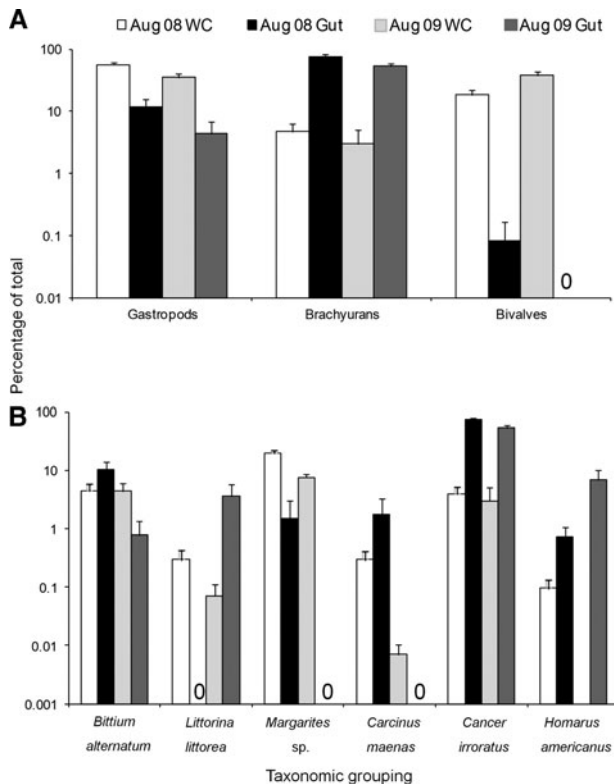 A
Aug 08 WC Aug 08 Gut Aug 09 WC Aug 09 Gut
100
10
1
0.1
0.01
0
Gastropods Brachyurans Bivalves
Percentage of total
B
100
10
1
0.1
0.01
0.001
0 0 0
Bittium Littorina Margarites Carcinus Cancer Homarus
alternatum littorea sp. maenas irroratus americanus
Taxonomic grouping